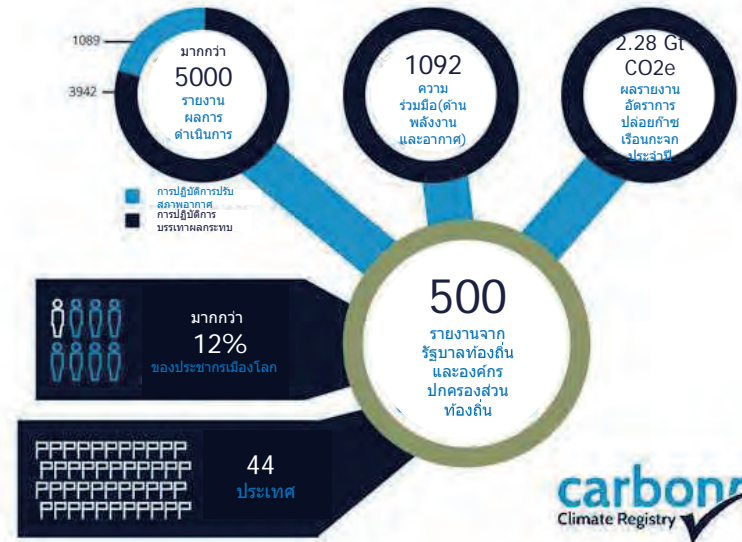 1089
3942
มากกว่า
5000
รายงาน
ผลการ
ดำเนินการ
1092
ความ
ร่วมมือ(ด้าน
พลังงาน
และอากาศ)
2.28 Gt
CO2e
ผลรายงาน
อัตราการ
ปล่อยก๊าซ
เรือนกะจก
ประจำปี
การปฏิบัติการปรับ
สภาพอากาศ
การปฏิบัติการ
บรรเทาผลกระทบ
มากกว่า
12%
ของประชากรเมืองโลก
500
รายงานจาก
รัฐบาลท้องถิ่น
และองค์กร
ปกครองส่วน
ท้องถิ่น
PPPPPPPPPPP
PPPPPPPPPPP
PPPPPPPPPPP
PPPPPPPPPPP
44
ประเทศ
carbonn
Climate Registry